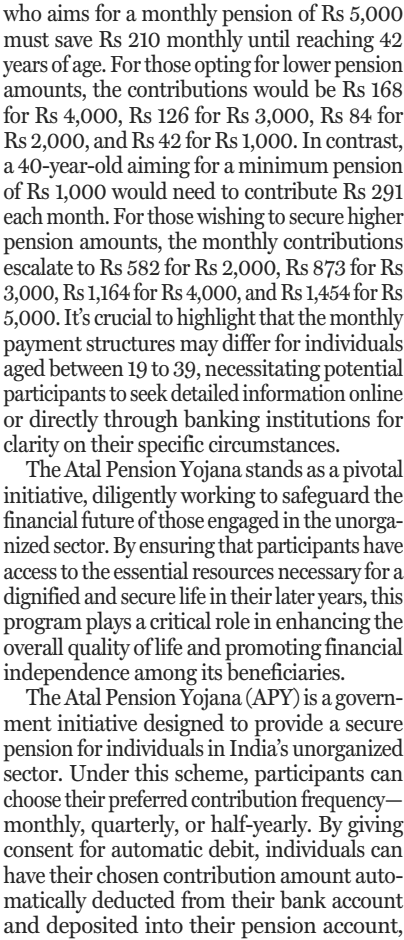 who aims for a monthly pension of Rs 5,000
must save Rs 210 monthly until reaching 42
years of age. For those opting for lower pension
amounts, the contributions would be Rs 168
for Rs 4,000, Rs 126 for Rs 3,000, Rs 84 for
Rs 2,000, and Rs 42 for Rs 1,000. In contrast,
a 40-year-old aiming for a minimum pension
of Rs 1,000 would need to contribute Rs 291
each month. For those wishing to secure higher
pension amounts, the monthly contributions
escalate to Rs 582 for Rs 2,000, Rs 873 for Rs
3,000, Rs 1,164 for Rs 4,000, and Rs 1,454 for Rs
5,000. It’s crucial to highlight that the monthly
payment structures may differ for individuals
aged between 19 to 39, necessitating potential
participants to seek detailed information online
or directly through banking institutions for
clarity on their specific circumstances.
The Atal Pension Yojana stands as a pivotal
initiative, diligently working to safeguard the
financial future of those engaged in the unorga-
nized sector. By ensuring that participants have
access to the essential resources necessary for a
dignified and secure life in their later years, this
program plays a critical role in enhancing the
overall quality of life and promoting financial
independence among its beneficiaries.
The Atal Pension Yojana (APY) is a govern-
ment initiative designed to provide a secure
pension for individuals in India’s unorganized
sector. Under this scheme, participants can
choose their preferred contribution frequency—
monthly, quarterly, or half-yearly. By giving
consent for automatic debit, individuals can
have their chosen contribution amount auto-
matically deducted from their bank account
and deposited into their pension account,